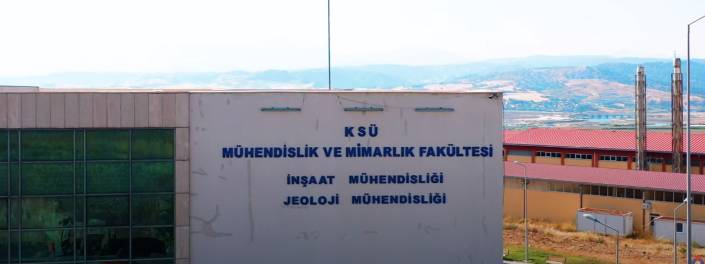 KSÜ
MÜHENDİSLİK VE MİMARLIK FAKÜLTESİ
İNŞAAT MÜHENDİSLİĞİ
JEOLOJİ MÜHENDİSLİĞİ